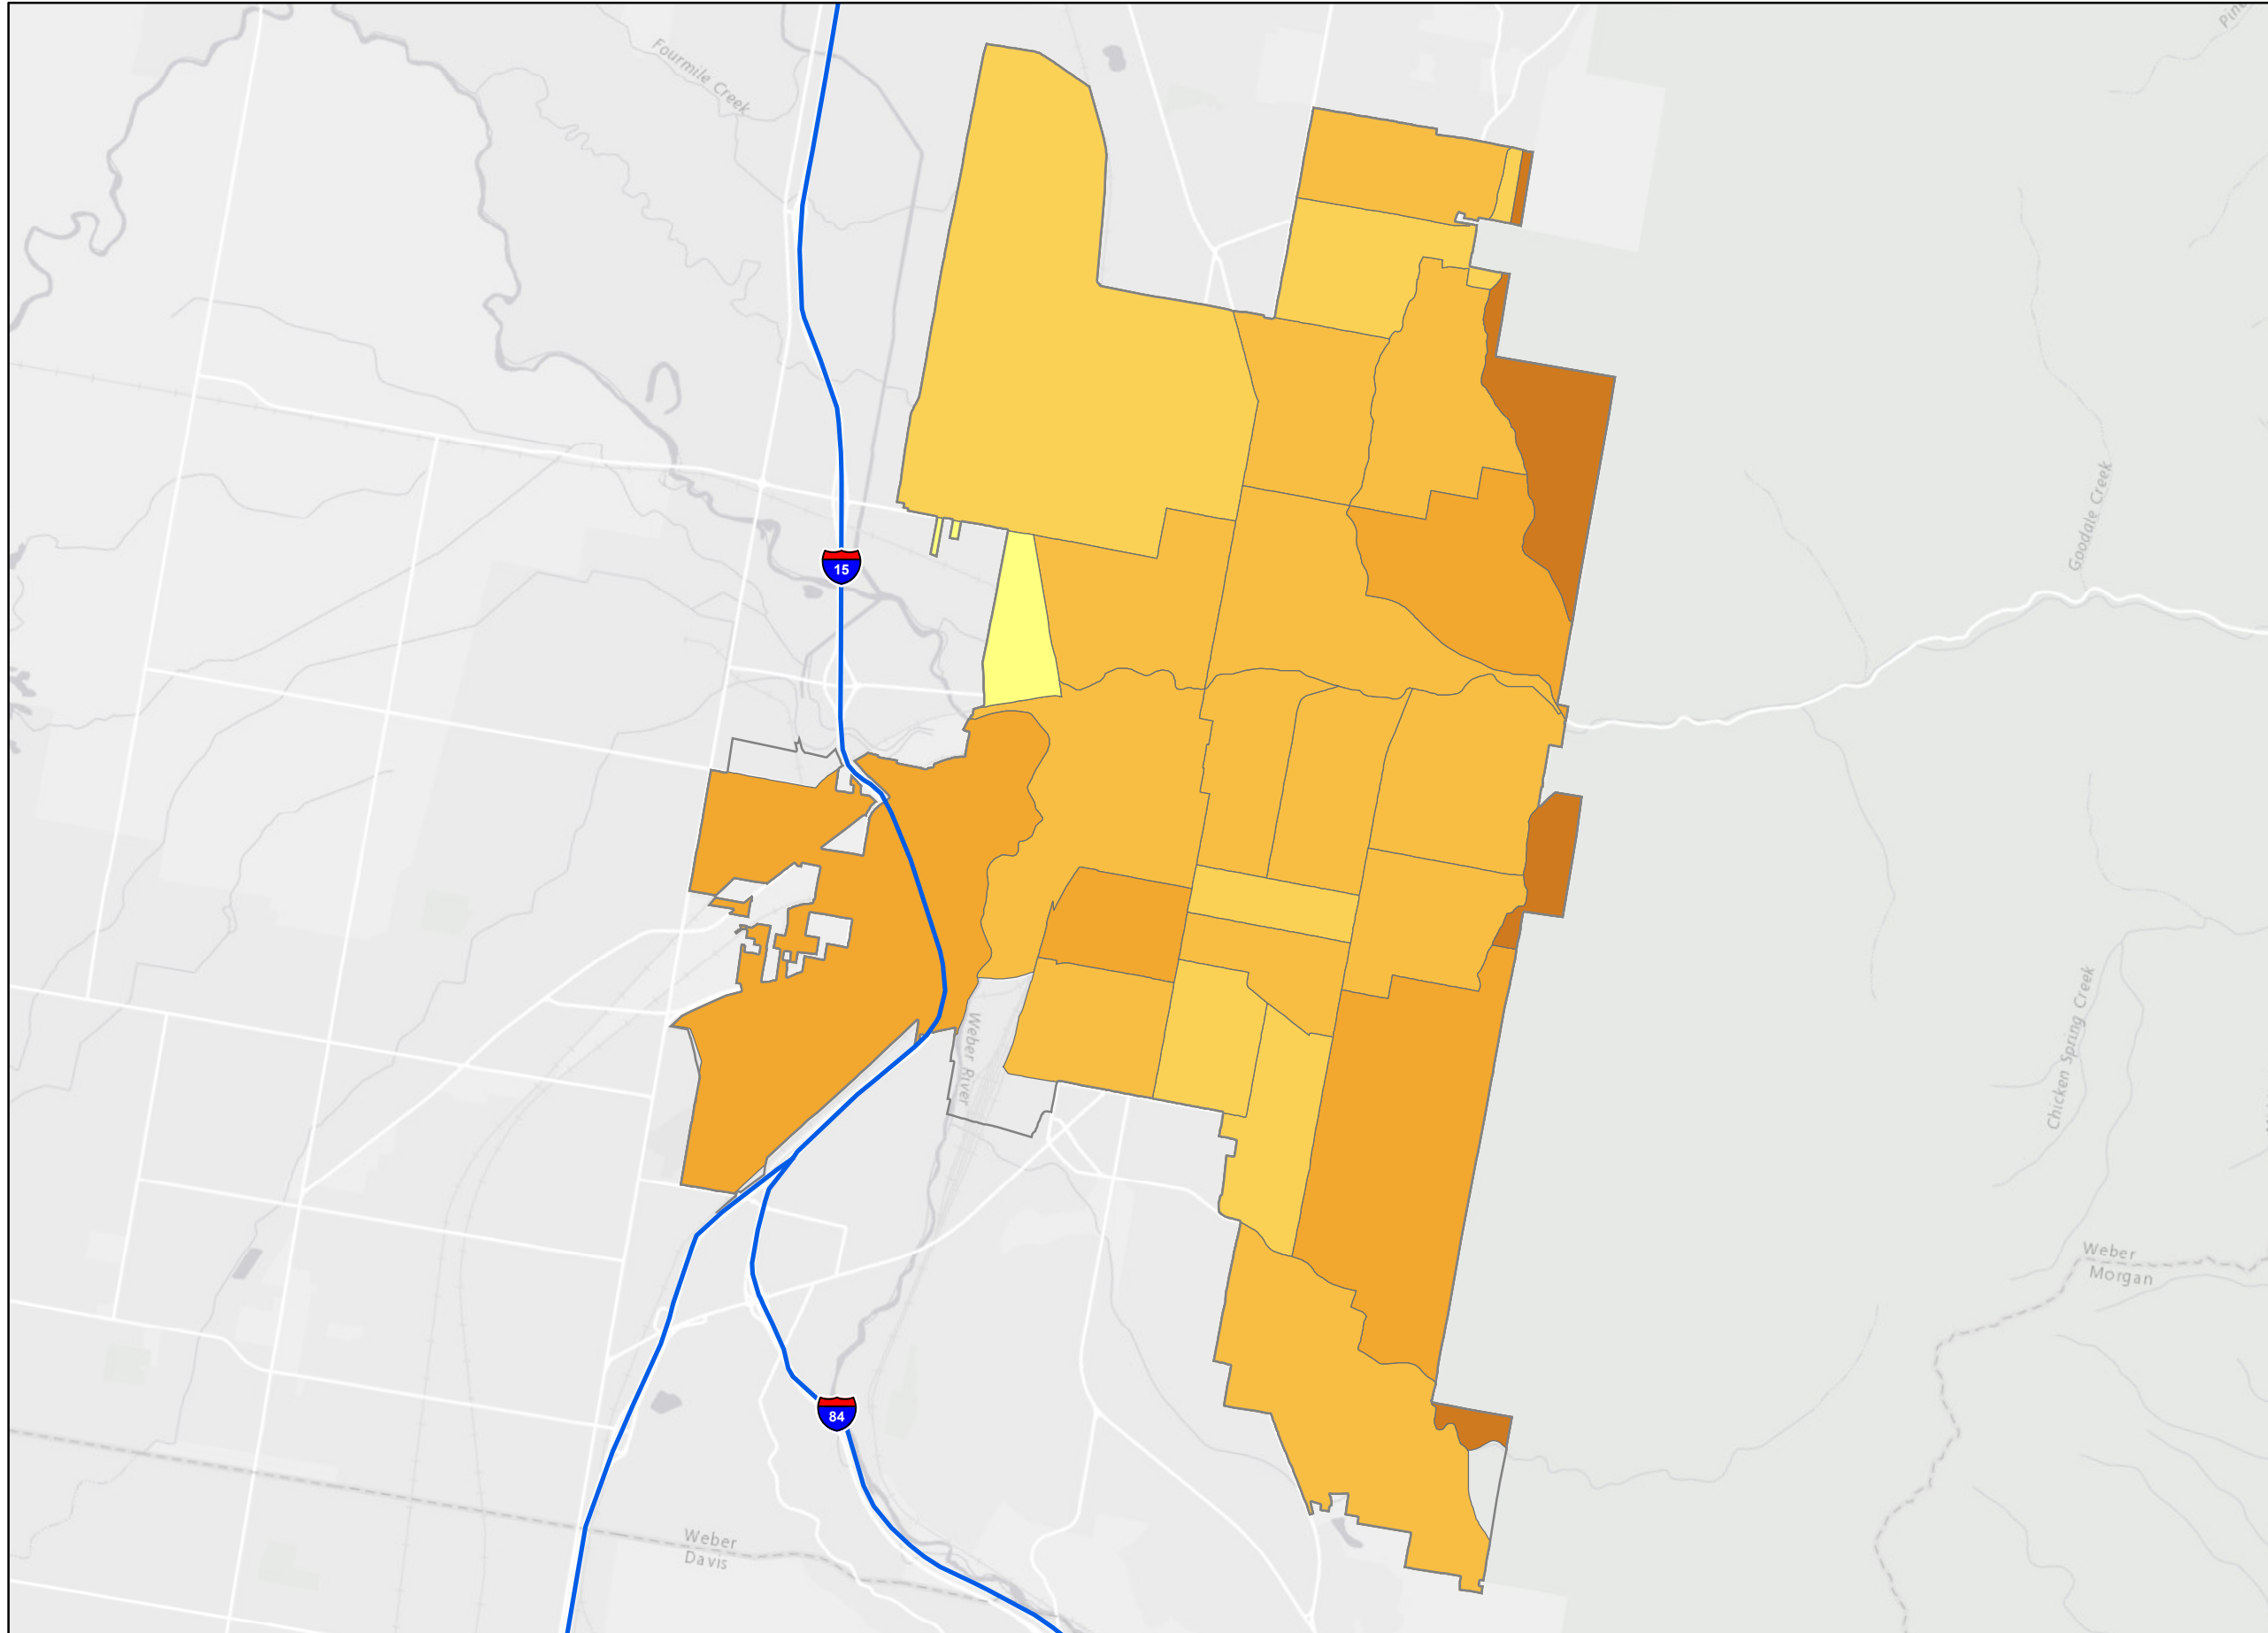 Fourmile Creek
15
Goodale Creek
Weber River
Chicken Spring Creek
Weber
Morgan
84
Weber
Davis